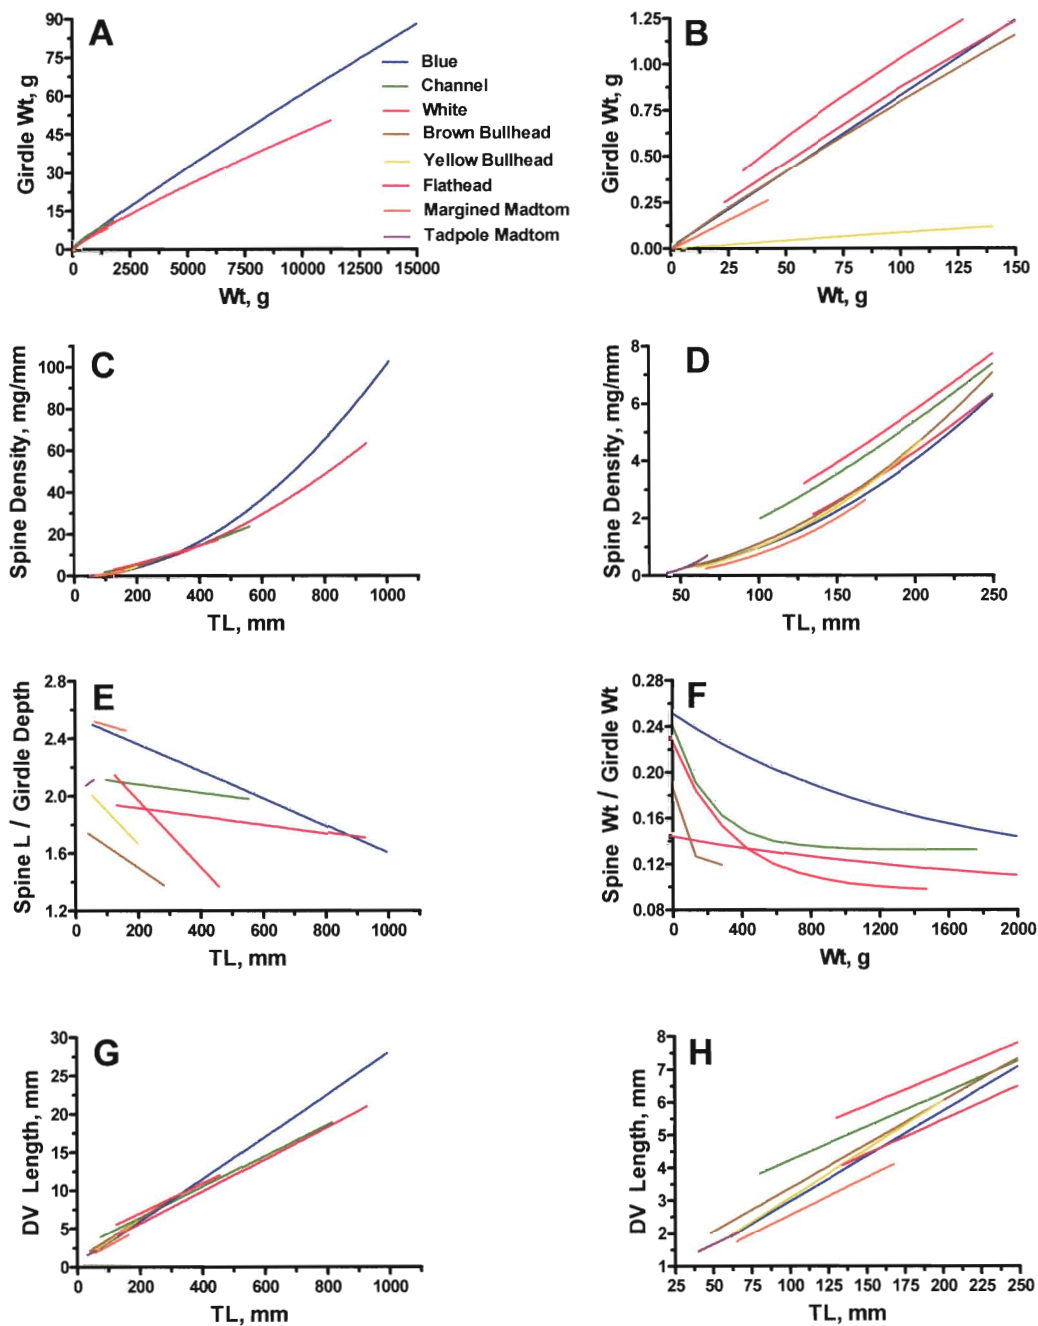 A
Girdle Wt, g
90
75
60
45
30
15
0
0 2500 5000 7500 10000 12500 15000
Wt, g
Blue
Channel
White
Brown Bullhead
Yellow Bullhead
Flathead
Margined Madtom
Tadpole Madtom
B
Girdle Wt, g
1.25
1.00
0.75
0.50
0.25
0.00
0 25 50 75 100 125 150
Wt, g
C
Spine Density, mg/mm
100
80
60
40
20
0
0 200 400 600 800 1000
TL, mm
D
Spine Density, mg/mm
8
6
4
2
0
50 100 150 200 250
TL, mm
E
Spine L / Girdle Depth
2.8
2.4
2.0
1.6
1.2
0 200 400 600 800 1000
TL, mm
F
Spine Wt / Girdle Wt
0.28
0.24
0.20
0.16
0.12
0.08
0 400 800 1200 1600 2000
Wt, g
G
DV Length, mm
30
25
20
15
10
5
0
0 200 400 600 800 1000
TL, mm
H
DV Length, mm
8
7
6
5
4
3
2
1
25 50 75 100 125 150 175 200 225 250
TL, mm